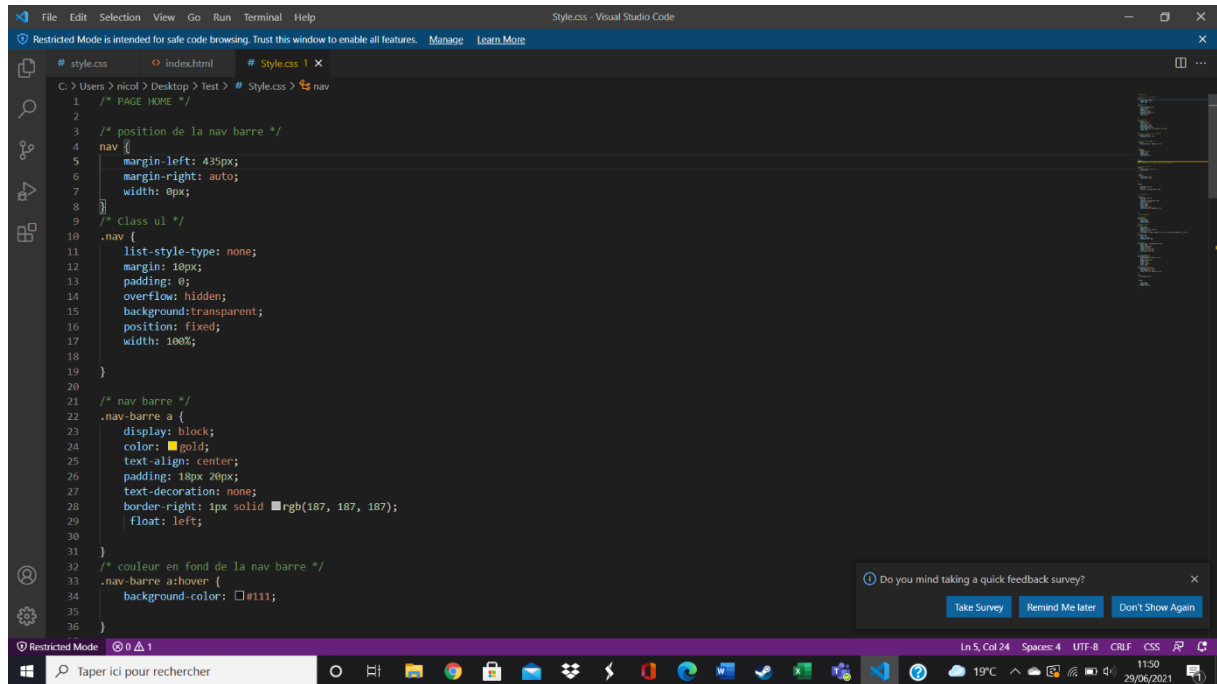 File Edit Selection View Go Run Terminal Help Style.css - Visual Studio Code
Restricted Mode is intended for safe code browsing. Trust this window to enable all features. Manage Learn More
# style.css <> index.html # Style.css 1
C: > Users > nicol > Desktop > Test > # Style.css > nav
1 /* PAGE HOME */
2
3 /* position de la nav barre */
4 nav {
5 margin-left: 435px;
6 margin-right: auto;
7 width: 0px;
8 }
9 /* Class ul */
10 .nav {
11 list-style-type: none;
12 margin: 10px;
13 padding: 0;
14 overflow: hidden;
15 background:transparent;
16 position: fixed;
17 width: 100%;
18
19 }
20
21 /* nav barre */
22 .nav-barre a {
23 display: block;
24 color: gold;
25 text-align: center;
26 padding: 18px 20px;
27 text-decoration: none;
28 border-right: 1px solid rgb(187, 187, 187);
29 float: left;
30
31 }
32 /* couleur en fond de la nav barre */
33 .nav-barre a:hover {
34 background-color: #111;
35
36 }
Do you mind taking a quick feedback survey?
Take Survey Remind Me later Don't Show Again
Restricted Mode 0 1 Ln 5, Col 24 Spaces: 4 UTF-8 CRLF CSS
Taper ici pour rechercher 19°C 11:50
29/06/2021